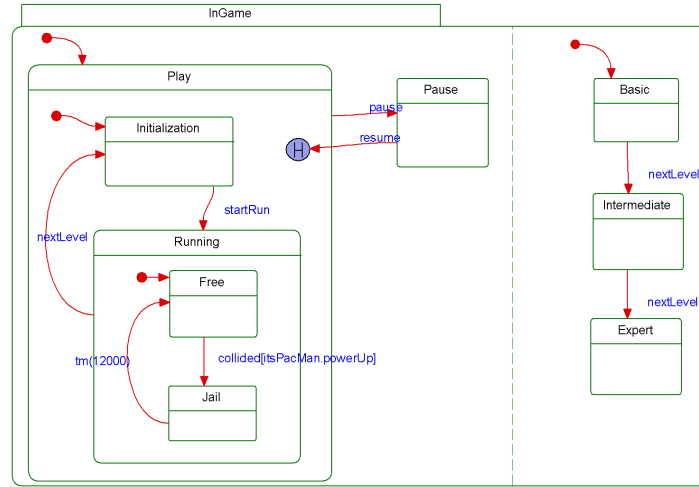 InGame
Play
Pause
Basic
pause
Initialization
H
resume
nextLevel
startRun
Intermediate
nextLevel
Running
Free
nextLevel
Expert
tm(12000)
collided[itsPacMan.powerUp]
Jail